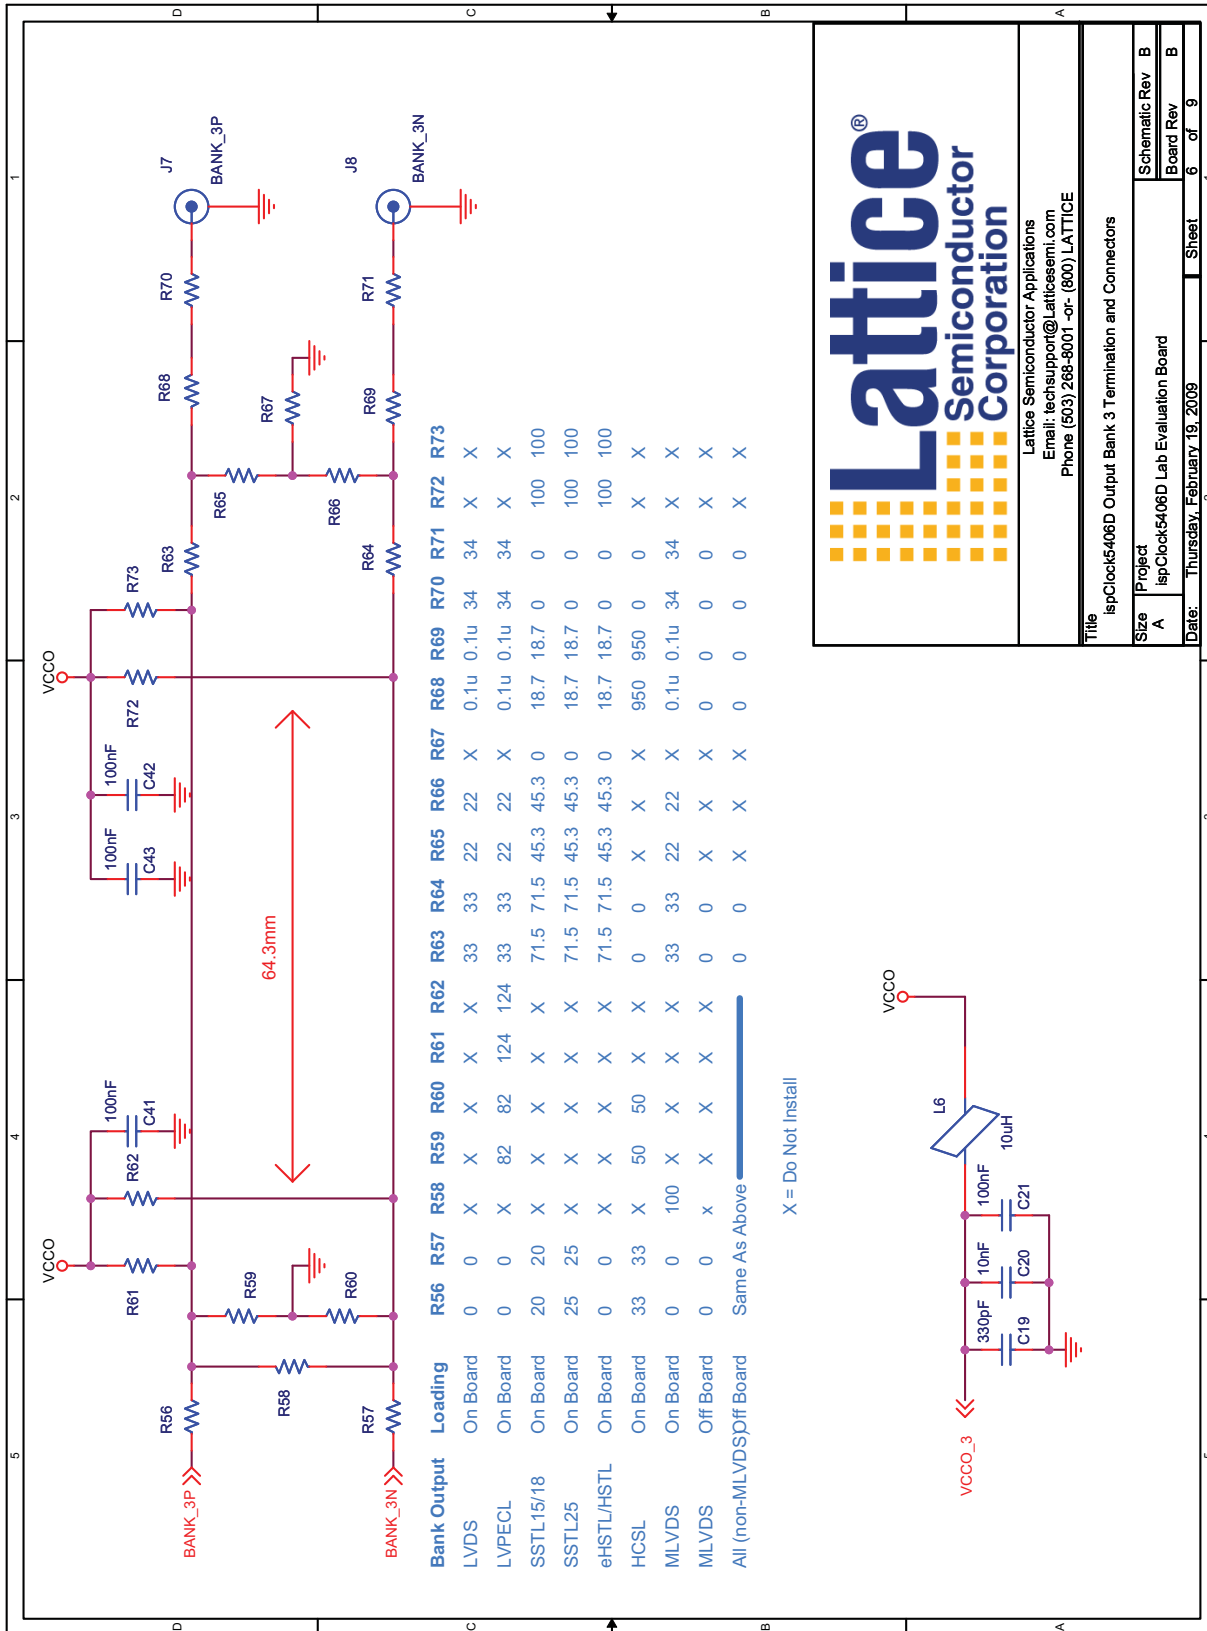 5
4
3
2
1
D
D
C
C
B
B
A
A
VCCO
VCCO
R61
R62
100nF
C41
100nF
C43
100nF
C42
R72
R73
BANK_3P
R56
R63
R68
R70
J7
BANK_3P
R58
R59
R60
64.3mm
R65
R66
R67
BANK_3N
R57
R64
R69
R71
J8
BANK_3N
Bank Output Loading R56 R57 R58 R59 R60 R61 R62 R63 R64 R65 R66 R67 R68 R69 R70 R71 R72 R73
LVDS On Board 0 0 X X X X X 33 33 22 22 X 0.1u 0.1u 34 34 X X
LVPECL On Board 0 0 X 82 82 124 124 33 33 22 22 X 0.1u 0.1u 34 34 X X
SSTL15/18 On Board 20 20 X X X X X 71.5 71.5 45.3 45.3 0 18.7 18.7 0 0 100 100
SSTL25 On Board 25 25 X X X X X 71.5 71.5 45.3 45.3 0 18.7 18.7 0 0 100 100
eHSTL/HSTL On Board 0 0 X X X X X 71.5 71.5 45.3 45.3 0 18.7 18.7 0 0 100 100
HCSL On Board 33 33 X 50 50 X X 0 0 X X X 950 950 0 0 X X
MLVDS On Board 0 0 100 X X X X 33 33 22 22 X 0.1u 0.1u 34 34 X X
MLVDS Off Board 0 0 x X X X X 0 0 X X X 0 0 0 0 X X
All (non-MLVDS)Off Board Same As Above 0 0 X X X 0 0 0 0 X X
X = Do Not Install
VCCO_3
330pF
C19
10nF
C20
100nF
C21
L6
10uH
VCCO
Lattice®
Semiconductor
Corporation
Lattice Semiconductor Applications
Email: techsupport@Latticesemi.com
Phone (503) 268-8001 -or- (800) LATTICE
Title
ispClock5406D Output Bank 3 Termination and Connectors
Size
A
Project
ispClock5406D Lab Evaluation Board
Schematic Rev B
Board Rev B
Date: Thursday, February 19, 2009
Sheet 6 of 9